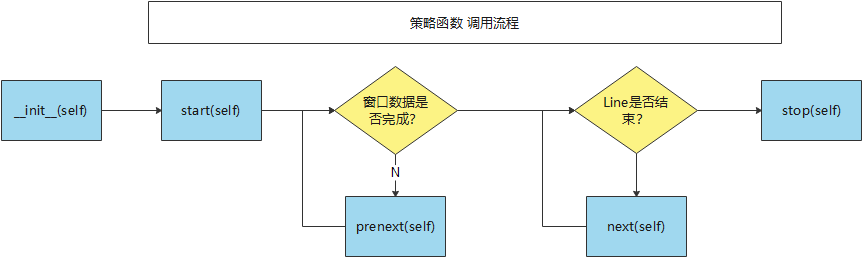 策略函数 调用流程
__init__(self)
start(self)
窗口数据是
否完成？
Line是否结
束？
stop(self)
N
prenext(self)
next(self)